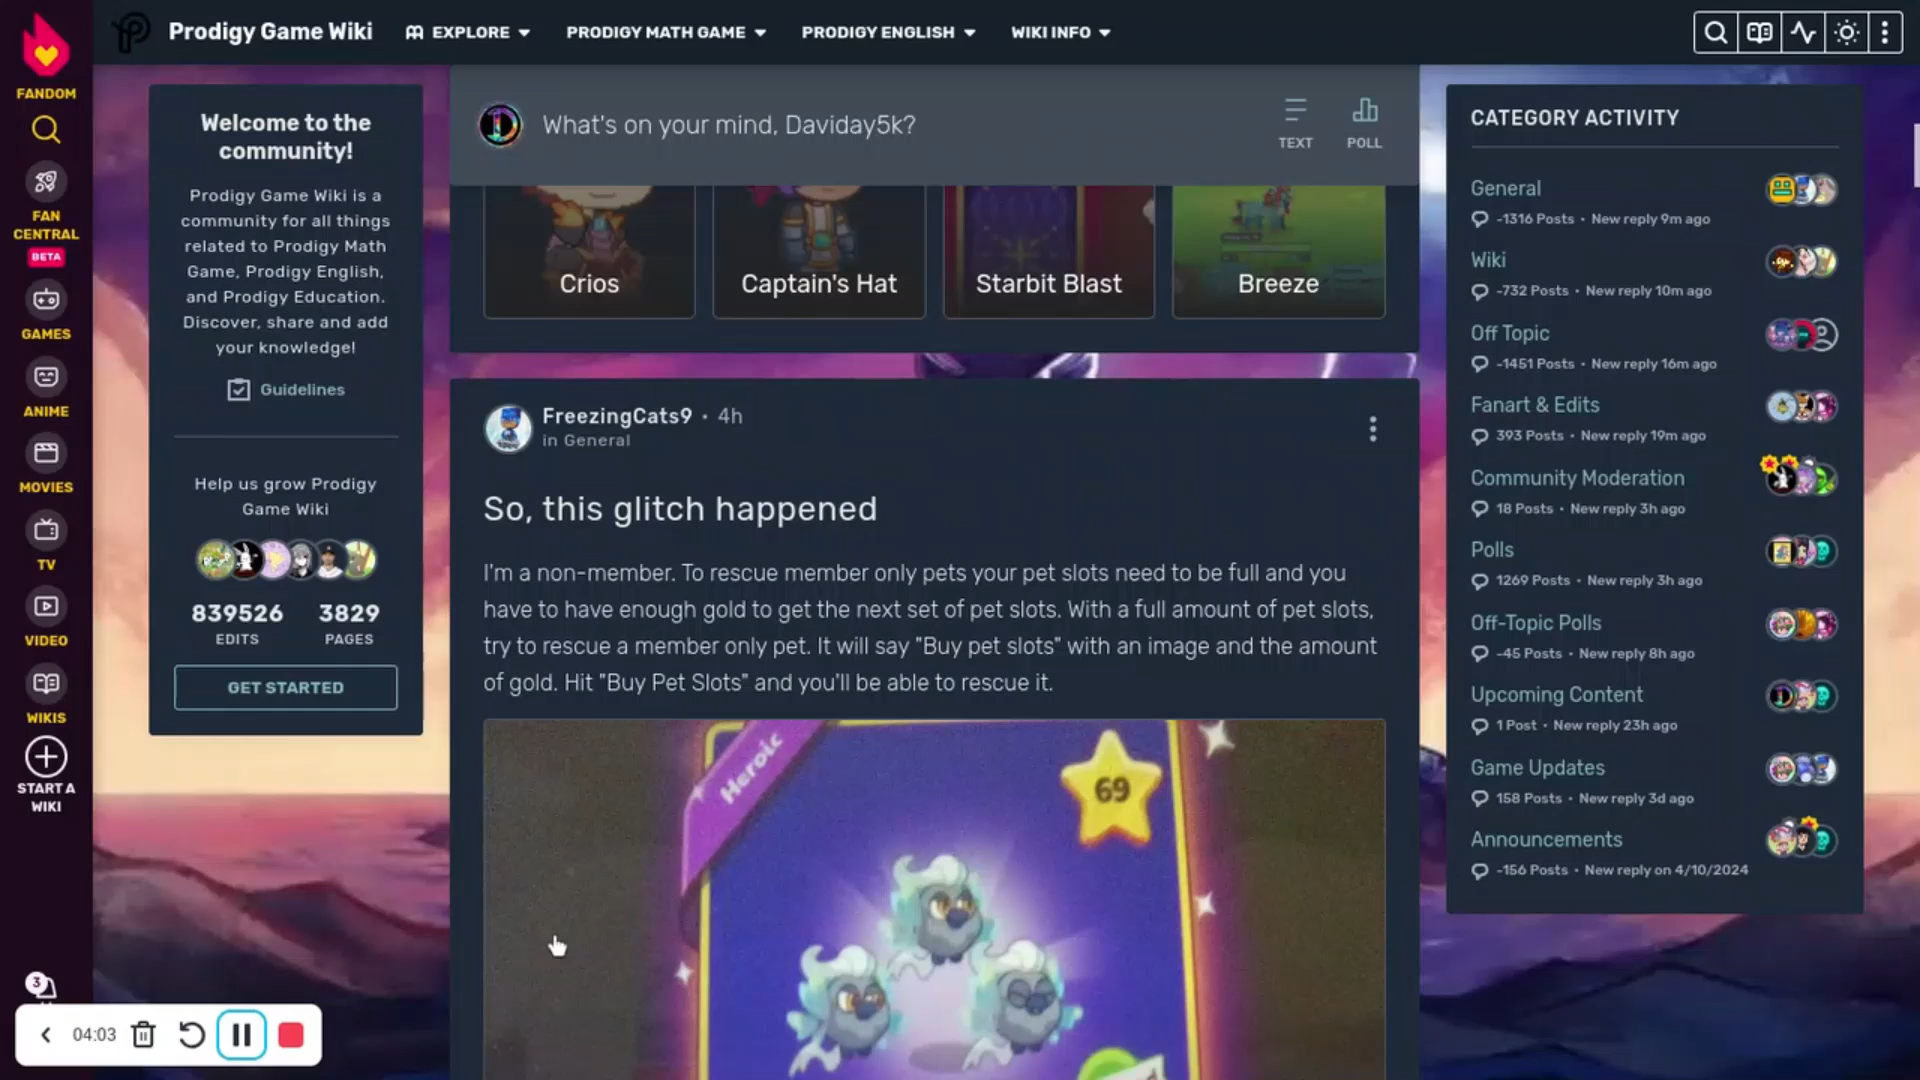 FANDOM
FAN
CENTRAL
BETA
GAMES
ANIME
MOVIES
TV
VIDEO
WIKIS
START A
WIKI
3
04:03
Prodigy Game Wiki
EXPLORE
PRODIGY MATH GAME
PRODIGY ENGLISH
WIKI INFO
Welcome to the
community!
Prodigy Game Wiki is a
community for all things
related to Prodigy Math
Game, Prodigy English,
and Prodigy Education.
Discover, share and add
your knowledge!
Guidelines
Help us grow Prodigy
Game Wiki
839526 3829
EDITS PAGES
GET STARTED
What's on your mind, Daviday5k?
TEXT
POLL
Crios
Captain's Hat
Starbit Blast
Breeze
FreezingCats9 • 4h
in General
So, this glitch happened
I'm a non-member. To rescue member only pets your pet slots need to be full and you
have to have enough gold to get the next set of pet slots. With a full amount of pet slots,
try to rescue a member only pet. It will say "Buy pet slots" with an image and the amount
of gold. Hit "Buy Pet Slots" and you'll be able to rescue it.
Heroic
69
CATEGORY ACTIVITY
General
-1316 Posts • New reply 9m ago
Wiki
-732 Posts • New reply 10m ago
Off Topic
-1451 Posts • New reply 16m ago
Fanart & Edits
393 Posts • New reply 19m ago
Community Moderation
18 Posts • New reply 3h ago
Polls
1269 Posts • New reply 3h ago
Off-Topic Polls
-45 Posts • New reply 8h ago
Upcoming Content
1 Post • New reply 23h ago
Game Updates
158 Posts • New reply 3d ago
Announcements
-156 Posts • New reply on 4/10/2024